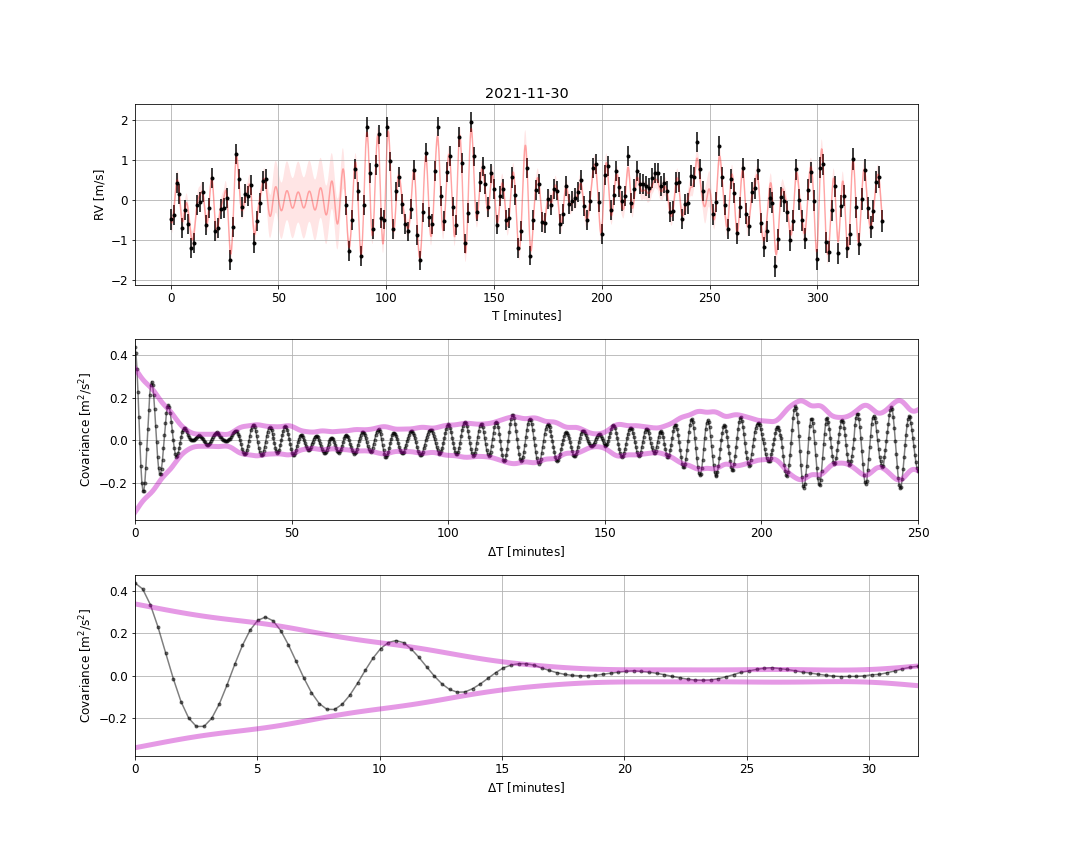 2021-11-30
RV [m/s]
2
1
0
−1
−2
0 50 100 150 200 250 300
T [minutes]
Covariance [m²/s²]
0.4
0.2
0.0
−0.2
0 50 100 150 200 250
ΔT [minutes]
Covariance [m²/s²]
0.4
0.2
0.0
−0.2
0 5 10 15 20 25 30
ΔT [minutes]